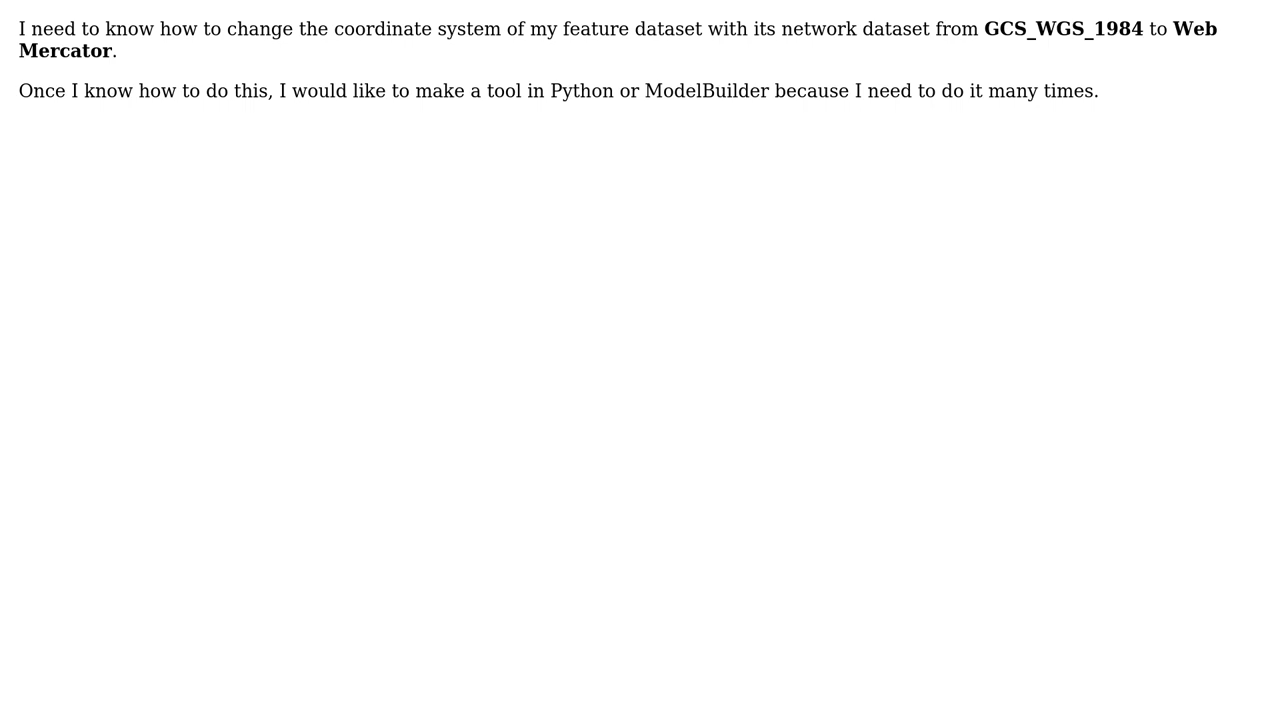 I need to know how to change the coordinate system of my feature dataset with its network dataset from GCS_WGS_1984 to Web
Mercator.
Once I know how to do this, I would like to make a tool in Python or ModelBuilder because I need to do it many times.